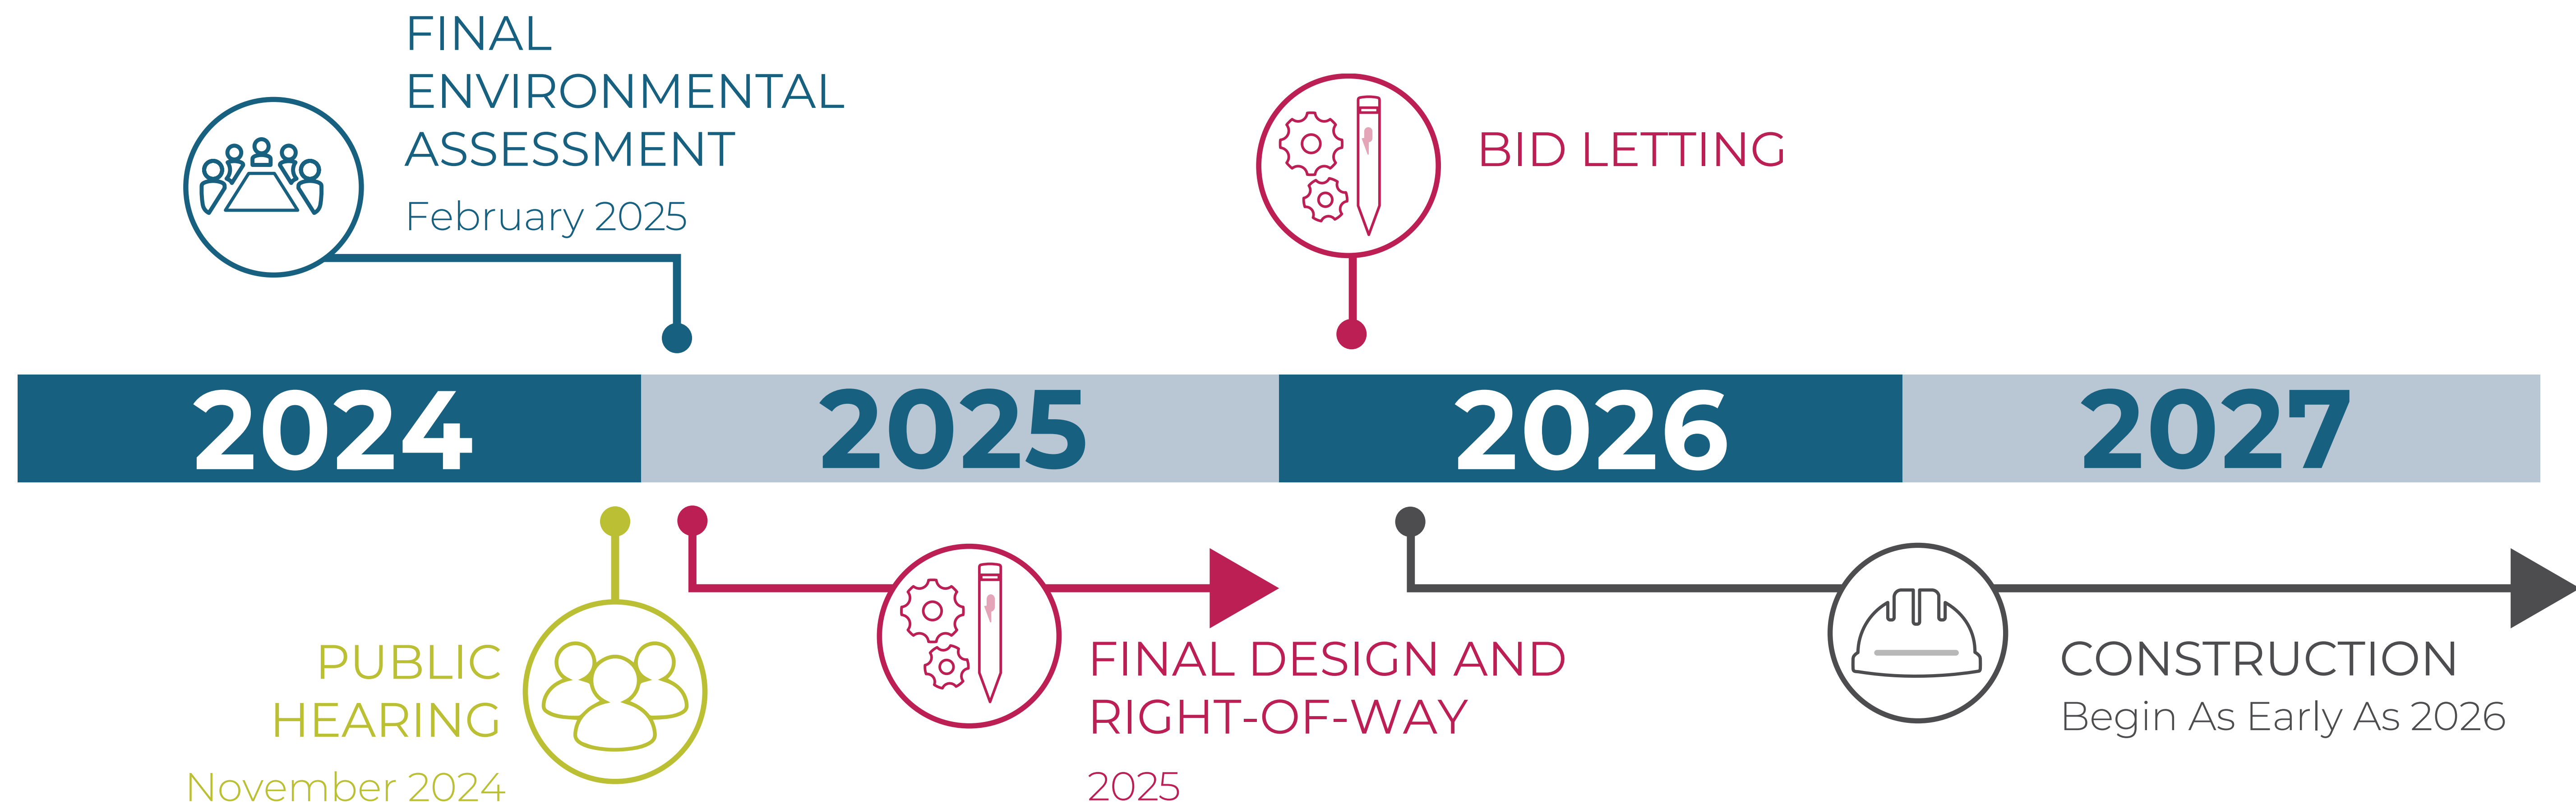 FINAL
ENVIRONMENTAL
ASSESSMENT
February 2025
BID LETTING
2024
2025
2026
2027
PUBLIC
HEARING
November 2024
FINAL DESIGN AND
RIGHT-OF-WAY
2025
CONSTRUCTION
Begin As Early As 2026